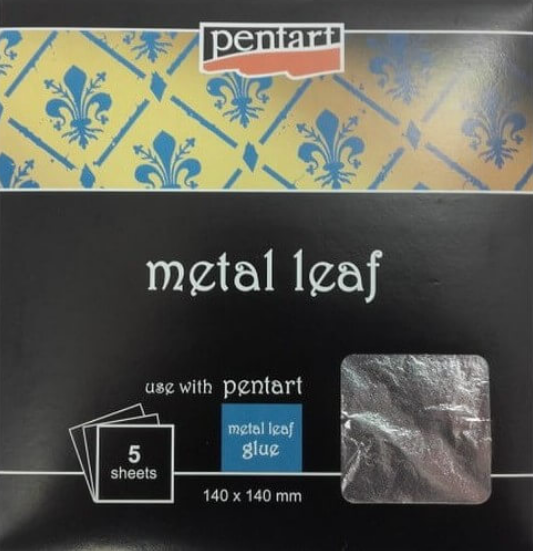 pentart
metal leaf
use with pentart
metal leaf
glue
5
sheets
140 x 140 mm